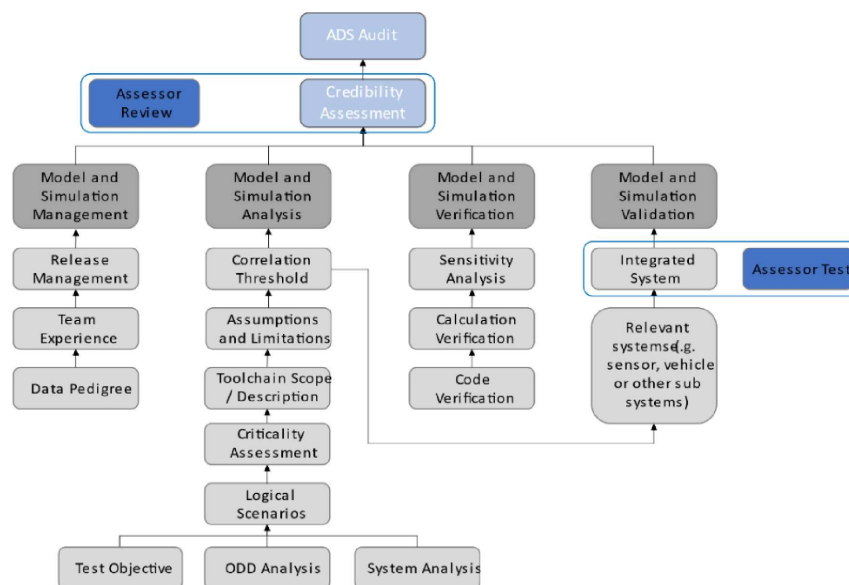 ADS Audit
Assessor
Review
Credibility
Assessment
Model and
Simulation
Management
Model and
Simulation
Analysis
Model and
Simulation
Verification
Model and
Simulation
Validation
Release
Management
Correlation
Threshold
Sensitivity
Analysis
Integrated
System
Assessor Test
Team
Experience
Assumptions
and Limitations
Calculation
Verification
Relevant
systemse(.g.
sensor, vehicle
or other sub
systems)
Data Pedigree
Toolchain Scope
/ Description
Code
Verification
Criticality
Assessment
Logical
Scenarios
Test Objective
ODD Analysis
System Analysis